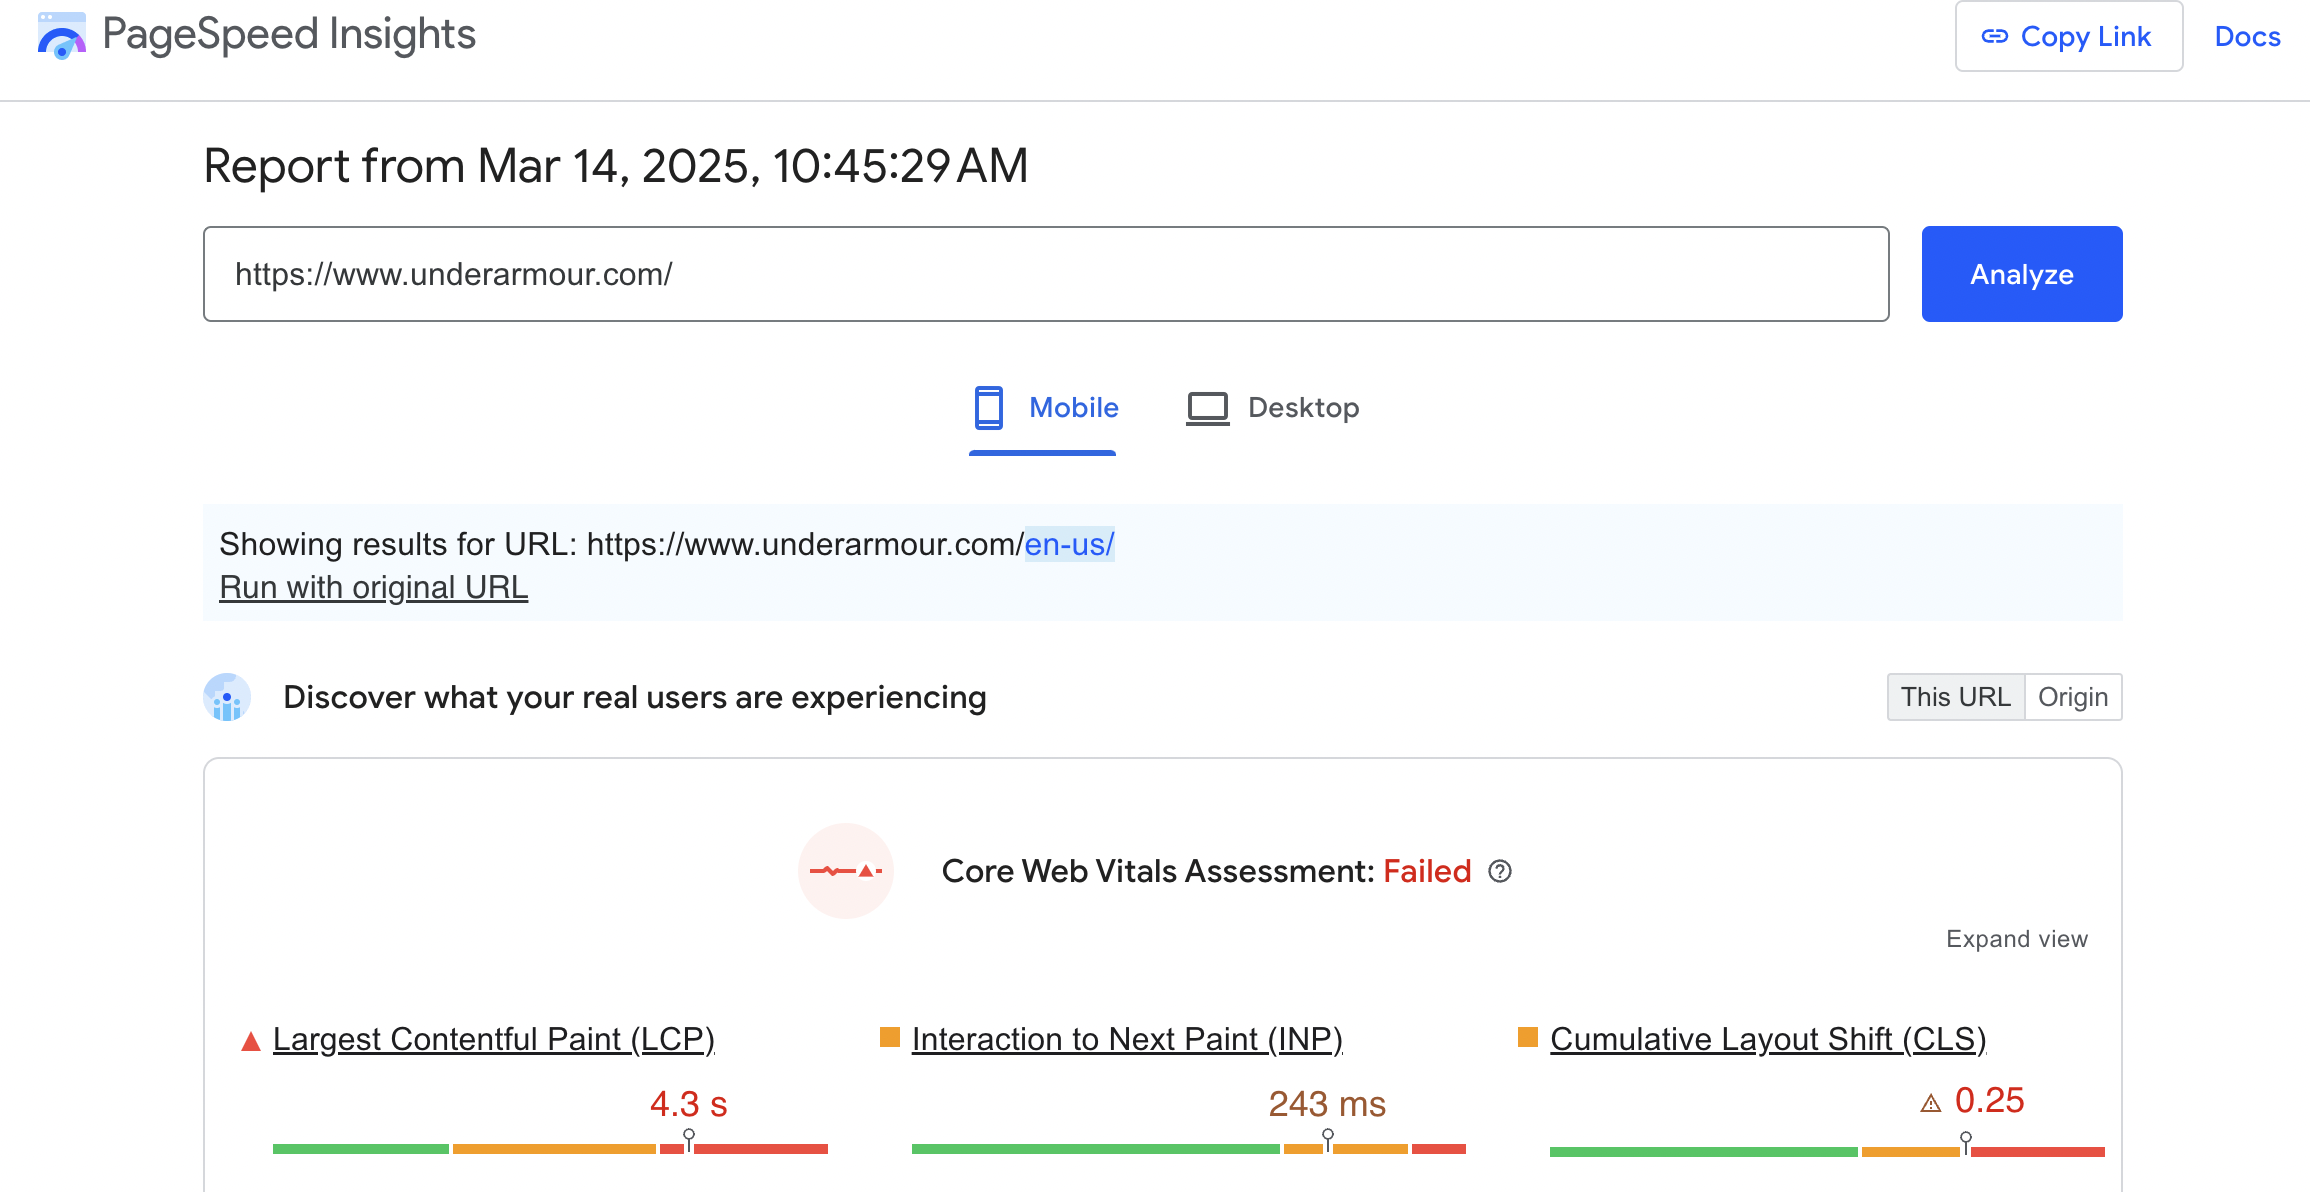 PageSpeed Insights
Copy Link
Docs
Report from Mar 14, 2025, 10:45:29 AM
https://www.underarmour.com/
Analyze
Mobile
Desktop
Showing results for URL: https://www.underarmour.com/en-us/
Run with original URL
Discover what your real users are experiencing
This URL
Origin
Core Web Vitals Assessment: Failed
Expand view
Largest Contentful Paint (LCP)
4.3 s
Interaction to Next Paint (INP)
243 ms
Cumulative Layout Shift (CLS)
0.25